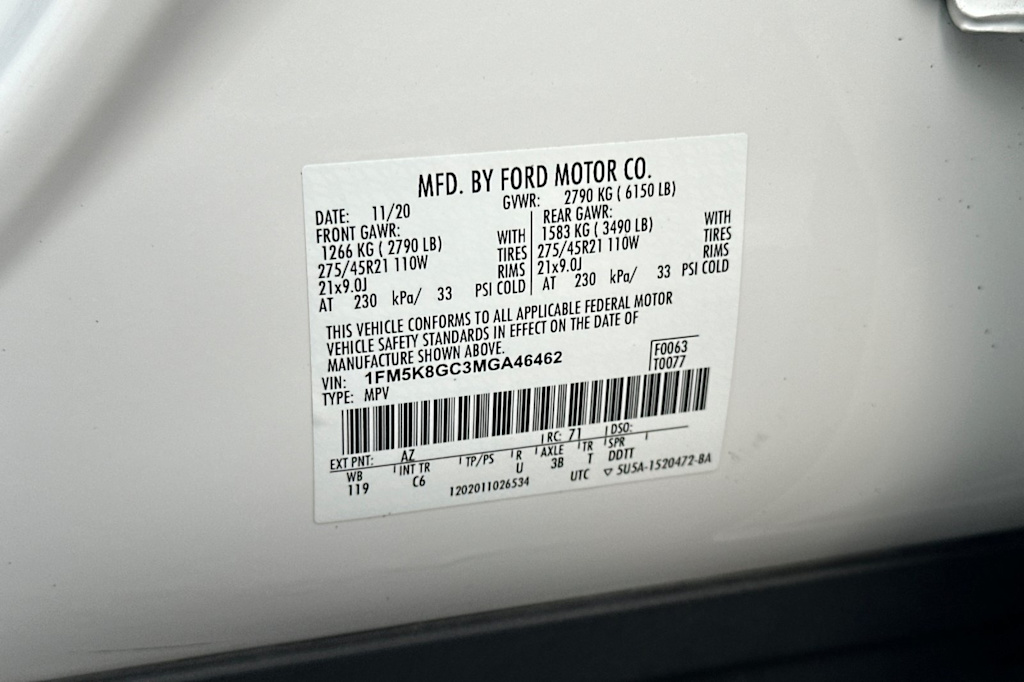 MFD. BY FORD MOTOR CO.
DATE: 11/20 GVWR: 2790 KG ( 6150 LB)
FRONT GAWR: REAR GAWR:
1266 KG ( 2790 LB) WITH 1583 KG ( 3490 LB) WITH
275/45R21 110W TIRES 275/45R21 110W TIRES
21x9.0J RIMS 21x9.0J RIMS
AT 230 kPa/ 33 PSI COLD AT 230 kPa/ 33 PSI COLD
THIS VEHICLE CONFORMS TO ALL APPLICABLE FEDERAL MOTOR
VEHICLE SAFETY STANDARDS IN EFFECT ON THE DATE OF
MANUFACTURE SHOWN ABOVE.
VIN: 1FM5K8GC3MGA46462 F0063
TYPE: MPV T0077
EXT PNT: AZ RC: 71 DSO:
WB INT TR TP/PS R AXLE TR SPR
119 C6 U 3B T DDTT
1202011026534 UTC ▽ 5U5A-1520472-BA